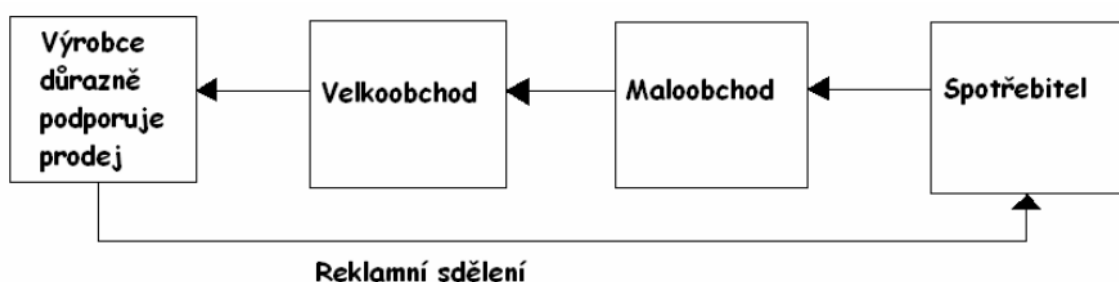 Výrobce
důrazně
podporuje
prodej
Velkoobchod
Maloobchod
Spotřebitel
Reklamní sdělení